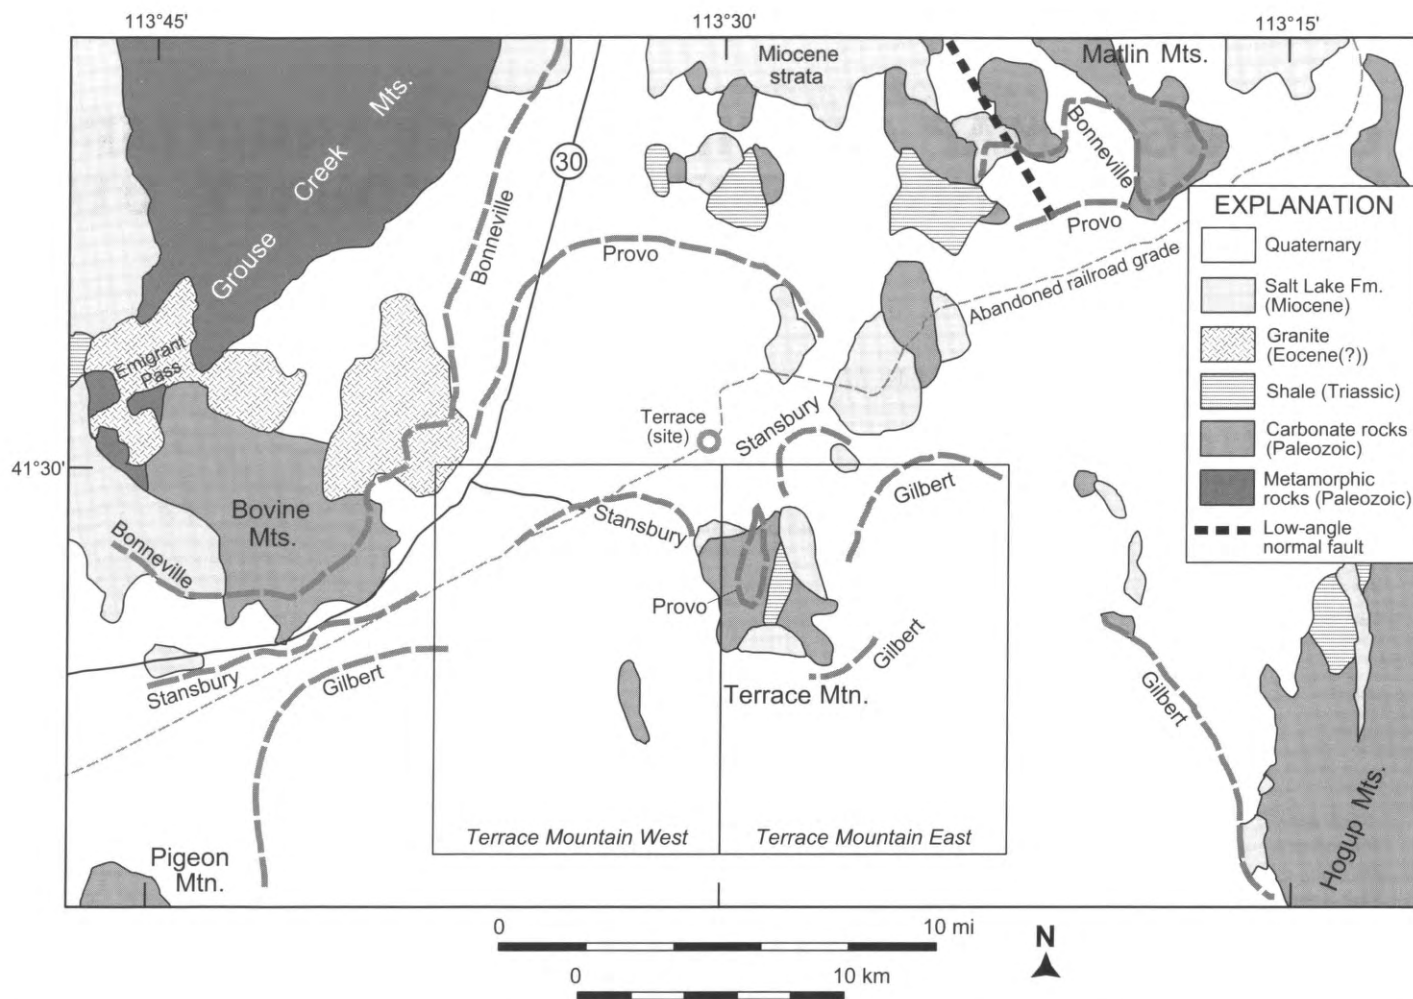 113°45'
113°30'
113°15'
Miocene
strata
Matlin Mts.
Grouse Creek Mts.
30
Bonneville
Bonneville
Provo
Provo
Abandoned railroad grade
EXPLANATION
Quaternary
Salt Lake Fm.
(Miocene)
Granite
(Eocene(?))
Shale (Triassic)
Carbonate rocks
(Paleozoic)
Metamorphic
rocks (Paleozoic)
Low-angle
normal fault
Emigrant
Pass
Terrace
(site)
Stansbury
41°30'
Bovine
Mts.
Gilbert
Stansbury
Bonneville
Provo
Gilbert
Stansbury
Gilbert
Terrace Mtn.
Gilbert
Hogup Mts.
Terrace Mountain West
Terrace Mountain East
Pigeon
Mtn.
0 10 mi
0 10 km
N